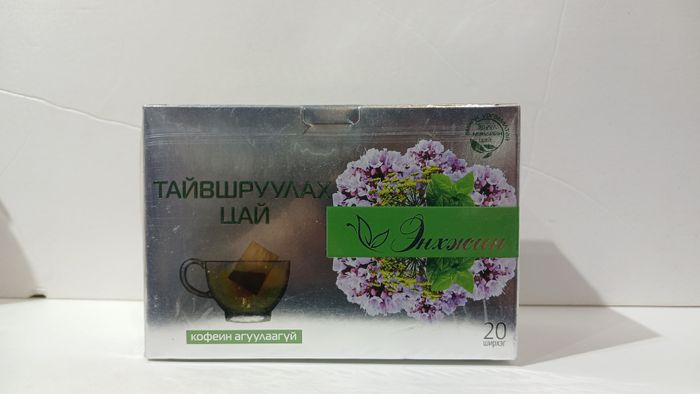 ТАЙВШРУУЛАХ
ЦАЙ
Энхжин
кофеин агуулаагүй
20
ширхэг